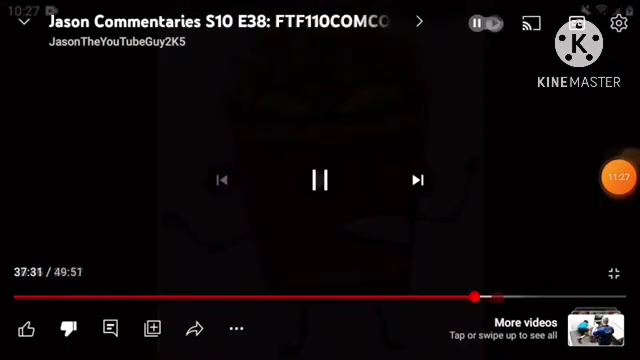 10:27
Jason Commentaries S10 E38: FTF110COMCO
JasonTheYouTubeGuy2K5
K
KINEMASTER
11:27
37:31 / 49:51
More videos
Tap or swipe up to see all